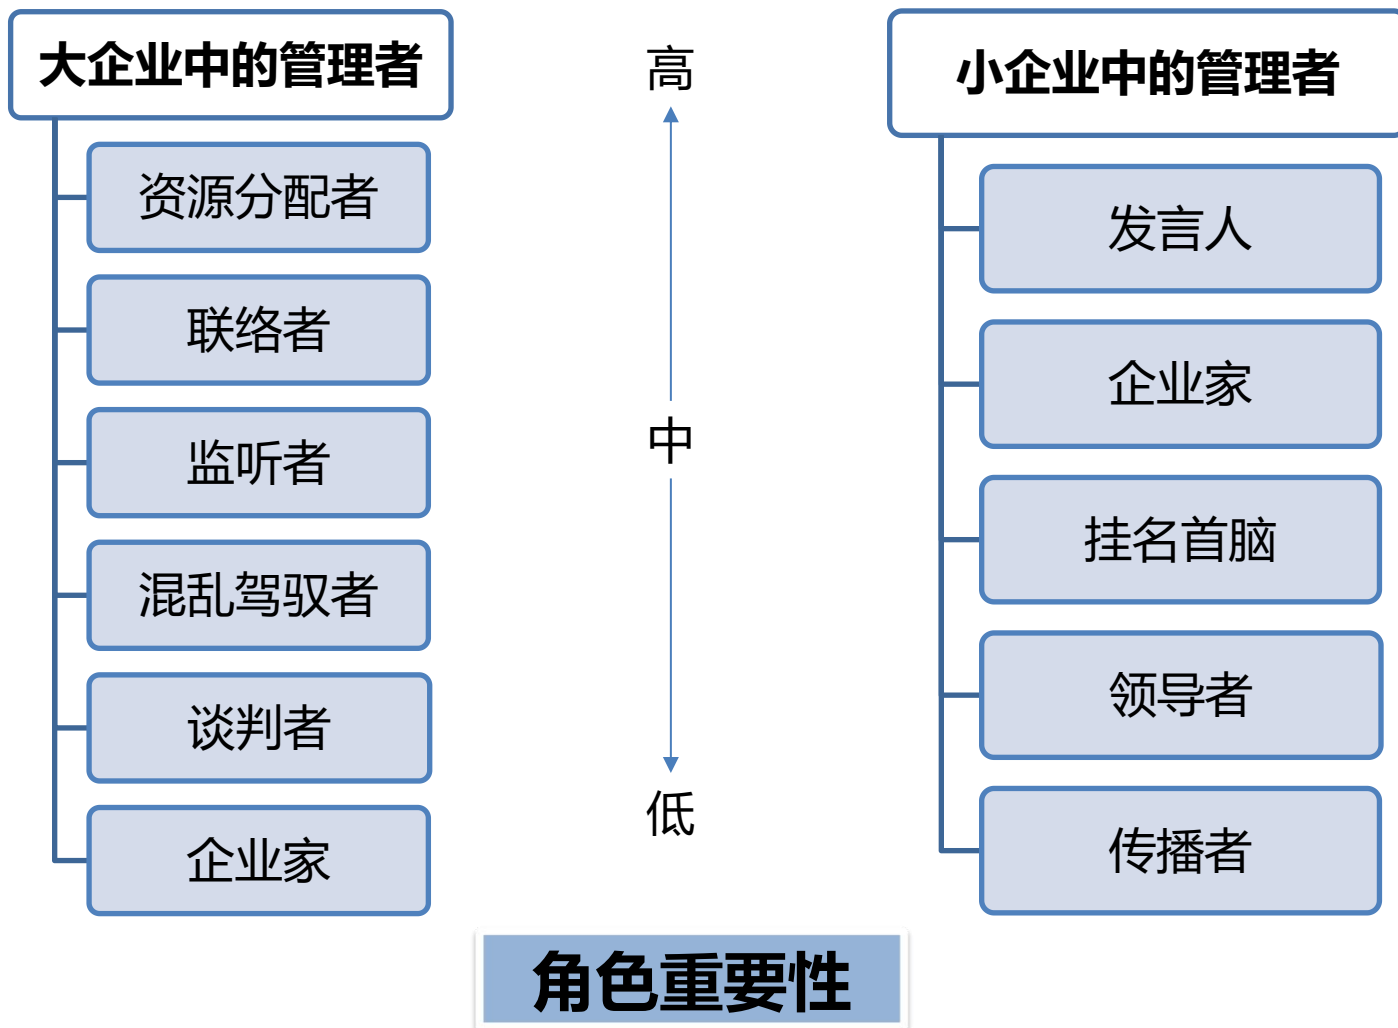 大企业中的管理者
资源分配者
联络者
监听者
混乱驾驭者
谈判者
企业家
高
中
低
小企业中的管理者
发言人
企业家
挂名首脑
领导者
传播者
角色重要性